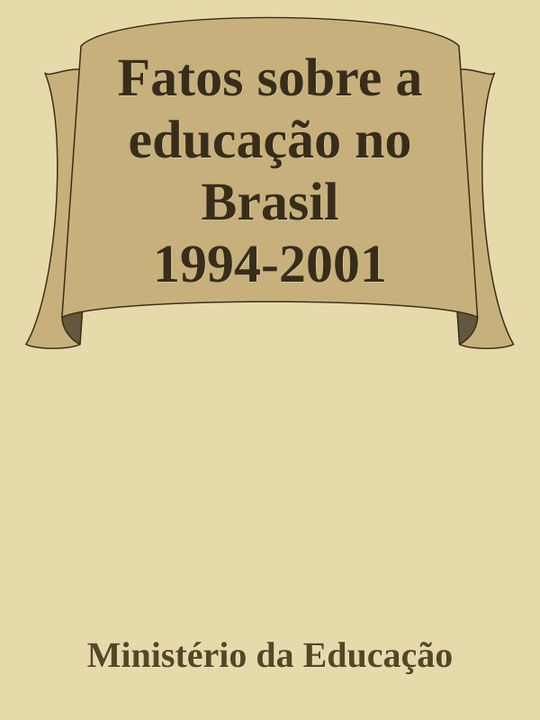 Fatos sobre a
educação no
Brasil
1994-2001
Ministério da Educação